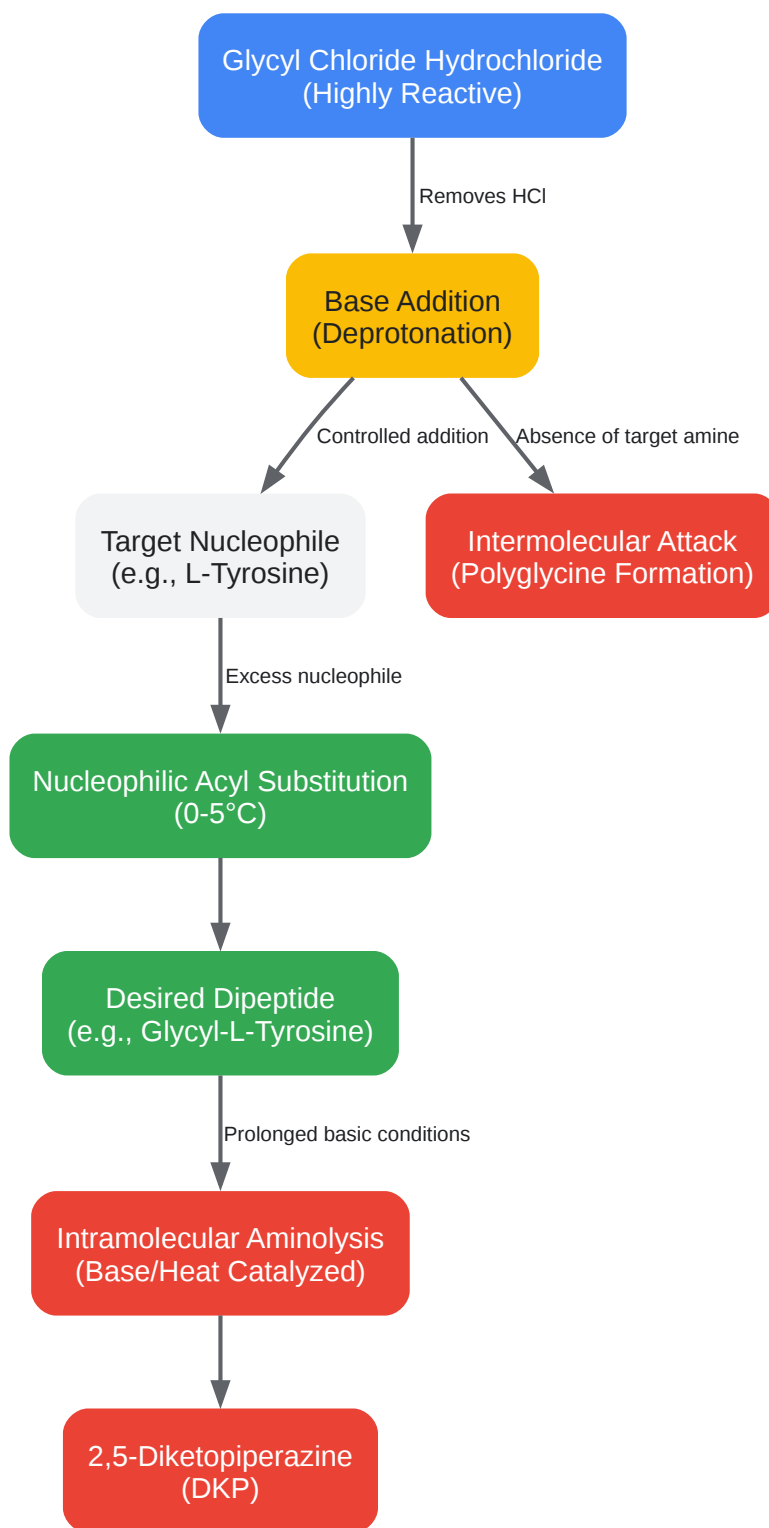 Glycyl Chloride Hydrochloride
(Highly Reactive)
Removes HCl
Base Addition
(Deprotonation)
Controlled addition
Absence of target amine
Target Nucleophile
(e.g., L-Tyrosine)
Intermolecular Attack
(Polyglycine Formation)
Excess nucleophile
Nucleophilic Acyl Substitution
(0-5°C)
Desired Dipeptide
(e.g., Glycyl-L-Tyrosine)
Prolonged basic conditions
Intramolecular Aminolysis
(Base/Heat Catalyzed)
2,5-Diketopiperazine
(DKP)